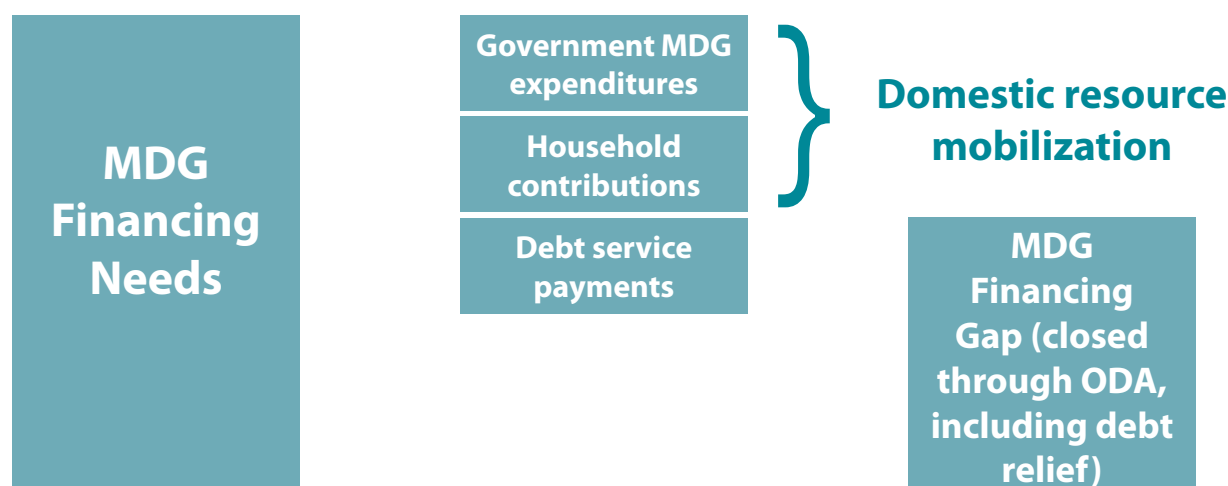 MDG
Financing
Needs
Government MDG
expenditures
Household
contributions
Debt service
payments
Domestic resource
mobilization
MDG
Financing
Gap (closed
through ODA,
including debt
relief)